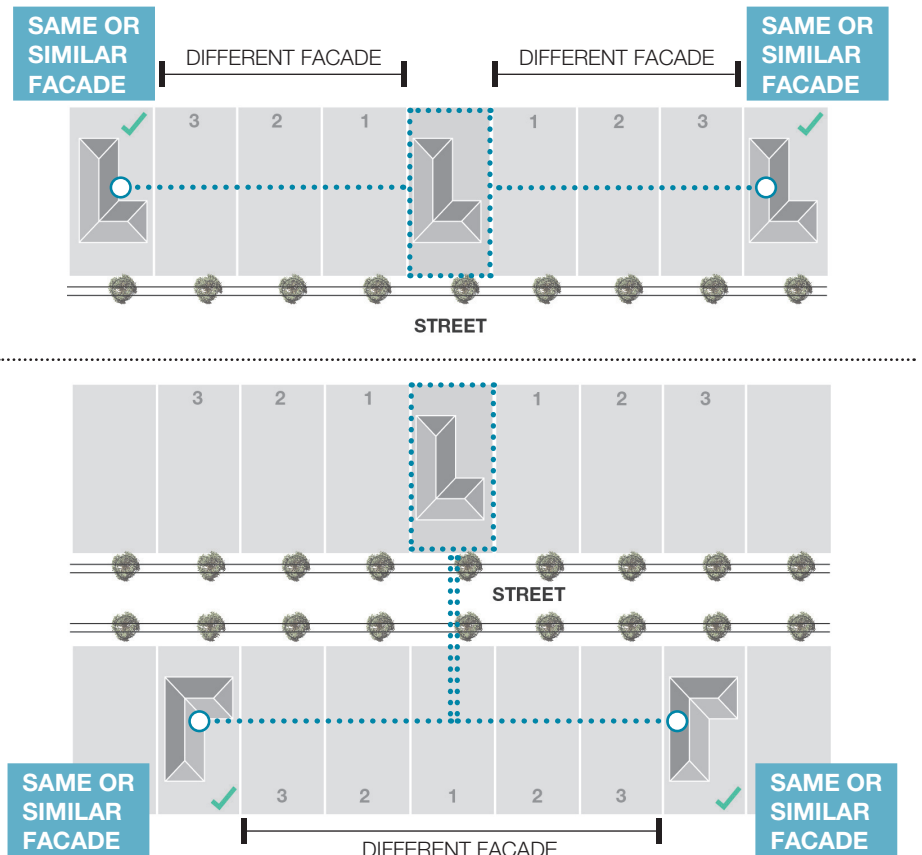 SAME OR
SIMILAR
FACADE
DIFFERENT FACADE
DIFFERENT FACADE
SAME OR
SIMILAR
FACADE
3 2 1 1 2 3
STREET
3 2 1 1 2 3
STREET
SAME OR
SIMILAR
FACADE
3 2 1 2 3
DIFFERENT FACADE
SAME OR
SIMILAR
FACADE